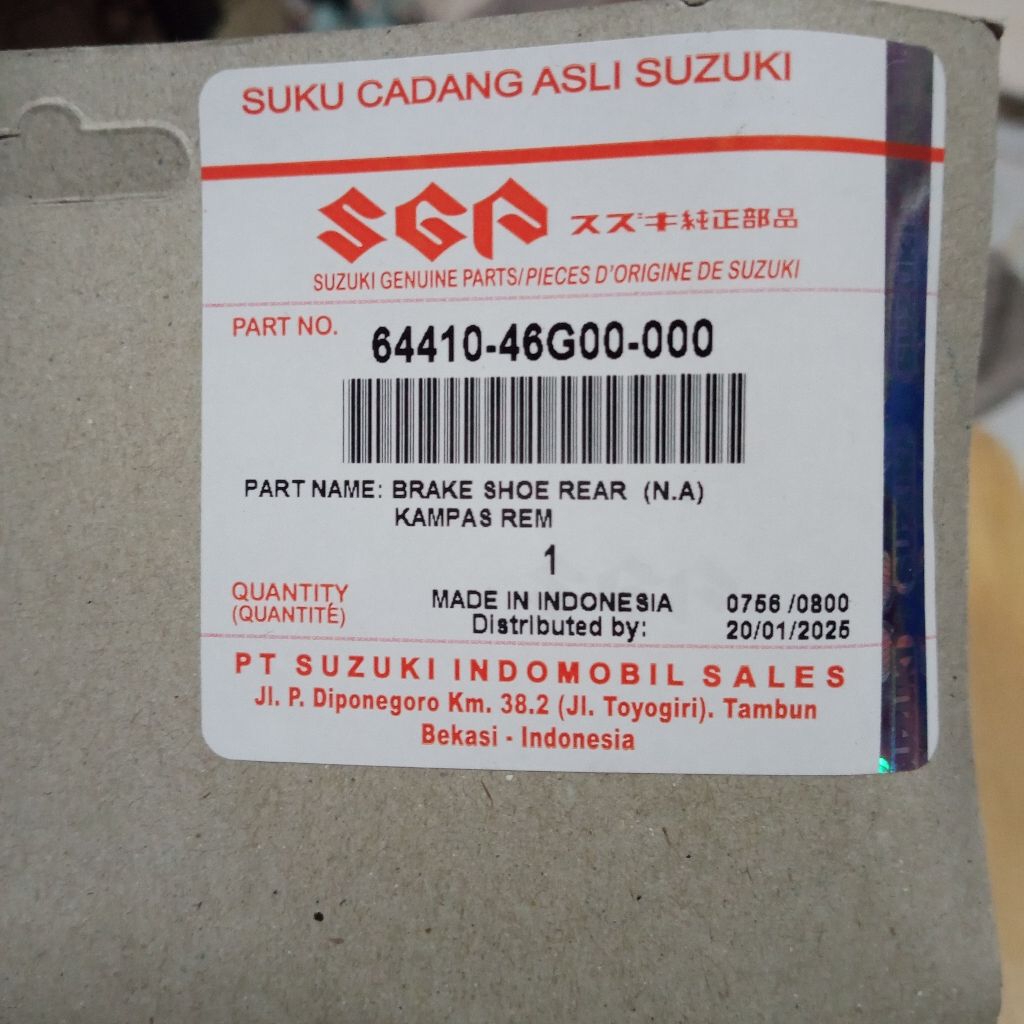 SUKU CADANG ASLI SUZUKI
SGP スズキ純正部品
SUZUKI GENUINE PARTS/PIECES D'ORIGINE DE SUZUKI
PART NO. 64410-46G00-000
PART NAME: BRAKE SHOE REAR (N.A)
KAMPAS REM
1
QUANTITY MADE IN INDONESIA 0756 /0800
(QUANTITÉ) Distributed by: 20/01/2025
PT SUZUKI INDOMOBIL SALES
Jl. P. Diponegoro Km. 38.2 (Jl. Toyogiri). Tambun
Bekasi - Indonesia